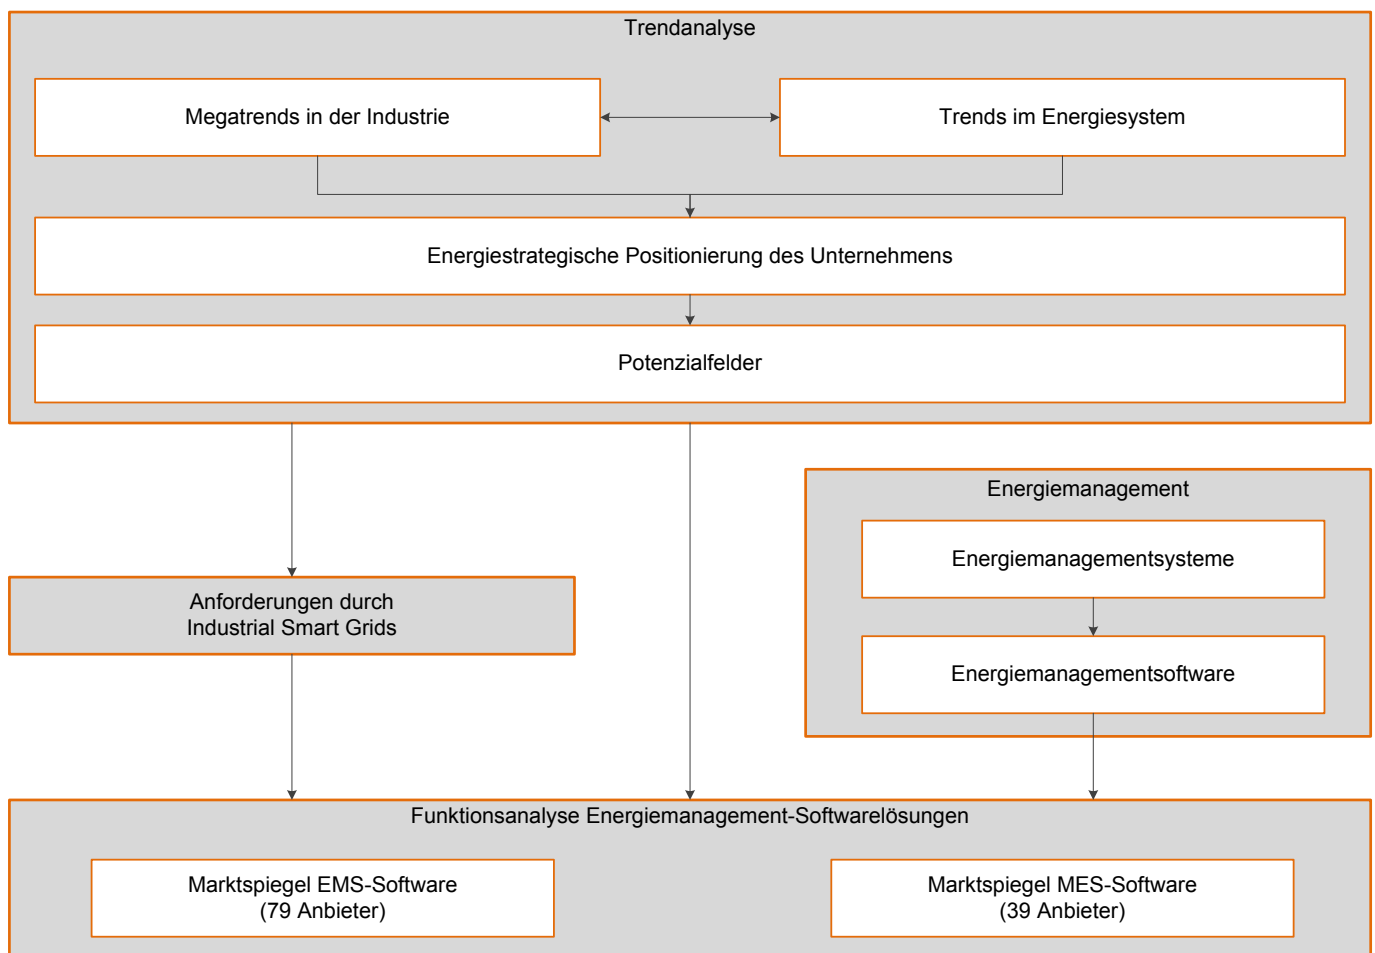 Trendanalyse
Megatrends in der Industrie
Trends im Energiesystem
Energiestrategische Positionierung des Unternehmens
Potenzialfelder
Energiemanagement
Energiemanagementsysteme
Anforderungen durch
Industrial Smart Grids
Energiemanagementsoftware
Funktionsanalyse Energiemanagement-Softwarelösungen
Marktspiegel EMS-Software
(79 Anbieter)
Marktspiegel MES-Software
(39 Anbieter)